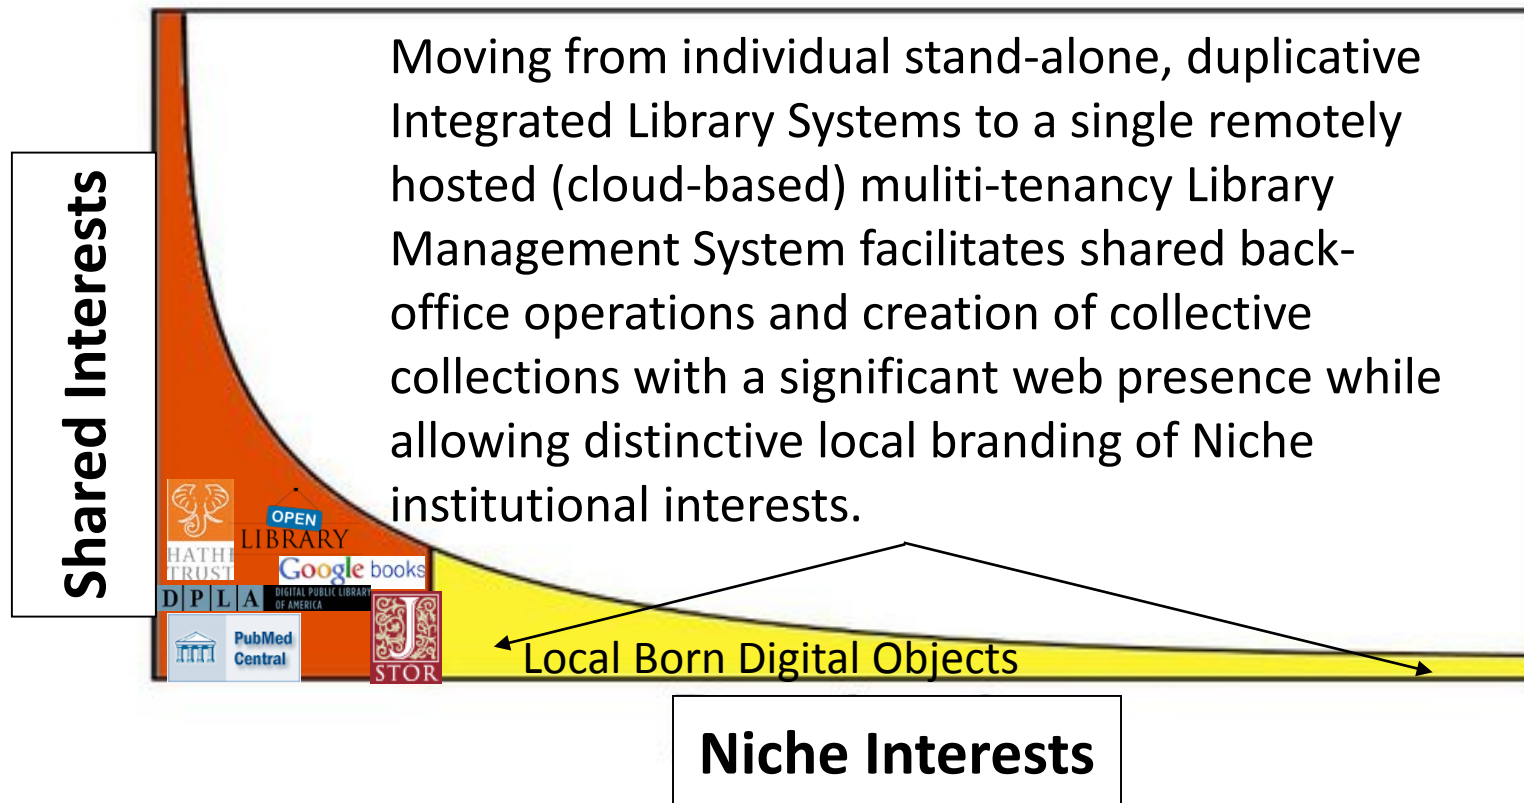 Moving from individual stand-alone, duplicative
Integrated Library Systems to a single remotely
hosted (cloud-based) muliti-tenancy Library
Management System facilitates shared back-
office operations and creation of collective
collections with a significant web presence while
allowing distinctive local branding of Niche
institutional interests.
Shared Interests
HATHI
TRUST
OPEN
LIBRARY
Google books
D P L A
DIGITAL PUBLIC LIBRARY
OF AMERICA
PubMed
Central
J
STOR
Local Born Digital Objects
Niche Interests